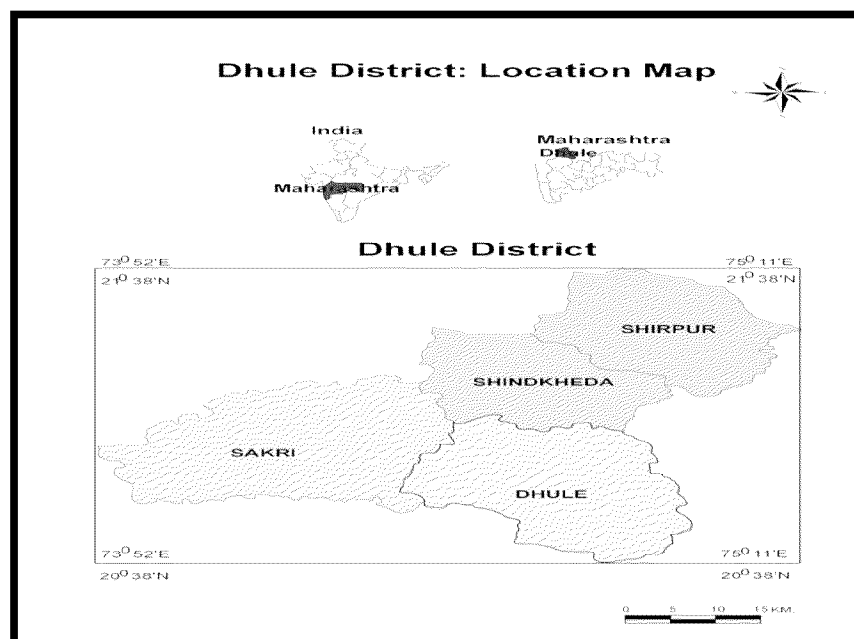 Dhule District: Location Map
India
Maharashtra
Maharashtra
Dhule
Dhule District
73⁰ 52'E
75⁰ 11'E
21⁰ 38'N
21⁰ 38'N
SHIRPUR
SHINDKHEDA
SAKRI
DHULE
73⁰ 52'E
75⁰ 11'E
20⁰ 38'N
20⁰ 38'N
0 5 10 15 KM.